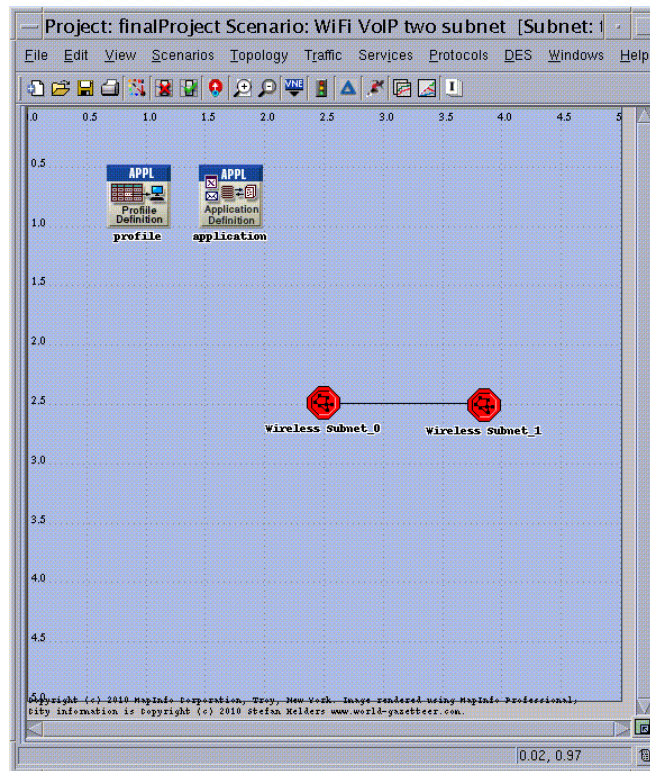 Project: finalProject Scenario: WiFi VoIP two subnet [Subnet:
File Edit View Scenarios Topology Traffic Services Protocols DES Windows Help
VNE
0.0 0.5 1.0 1.5 2.0 2.5 3.0 3.5 4.0 4.5 5
0.5
APPL APPL
Profile Definition
Application Definition
1.0
profile application
1.5
2.0
2.5
Wireless Subnet_0 Wireless Subnet_1
3.0
3.5
4.0
4.5
5.0
Copyright (c) 2010 MapInfo Corporation, Troy, New York. Image rendered using MapInfo Professional;
City information is Copyright (c) 2010 Stefan Helders www.world-gazetteer.com.
0.02, 0.97